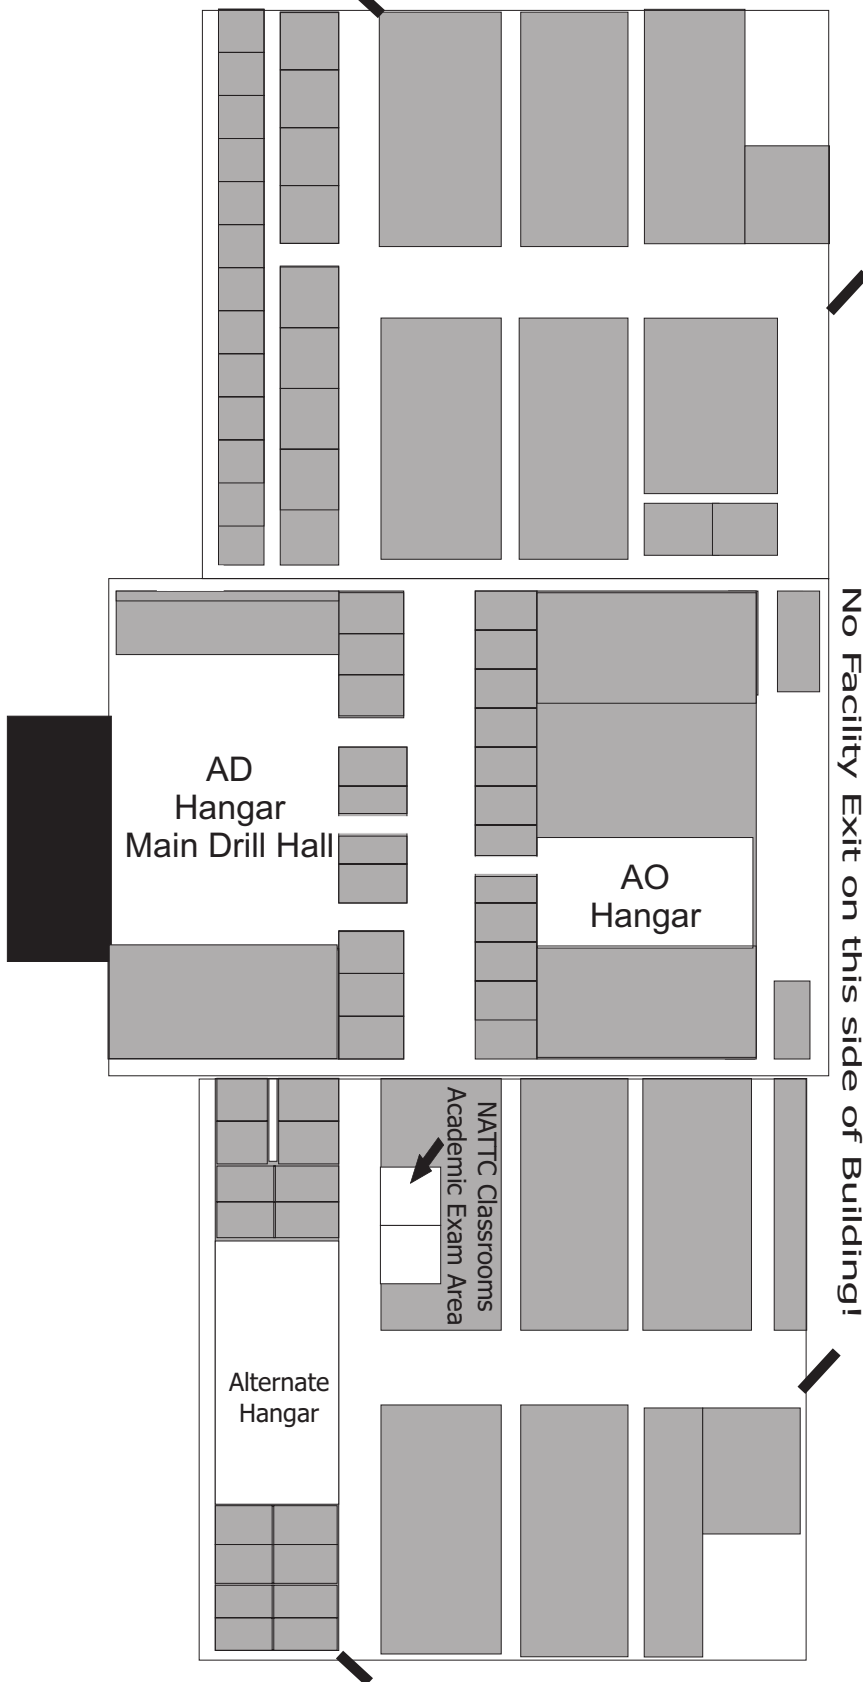 AD
Hangar
Main Drill Hall
AO
Hangar
No Facility Exit on this side of Building!
NATTC Classrooms
Academic Exam Area
Alternate
Hangar